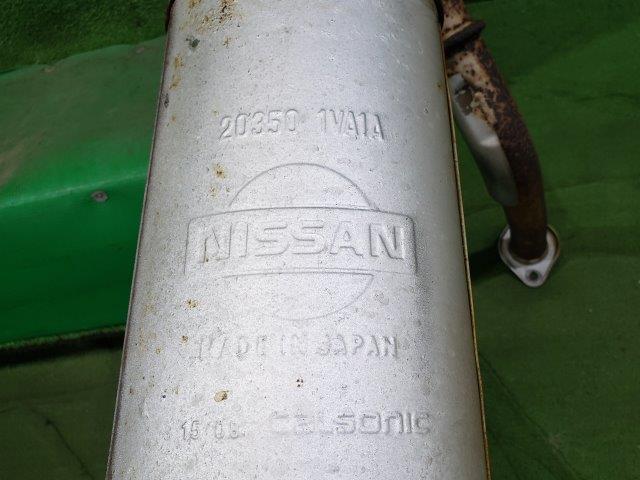 20350 1VA1A
NISSAN
MADE IN JAPAN
CALSONIC